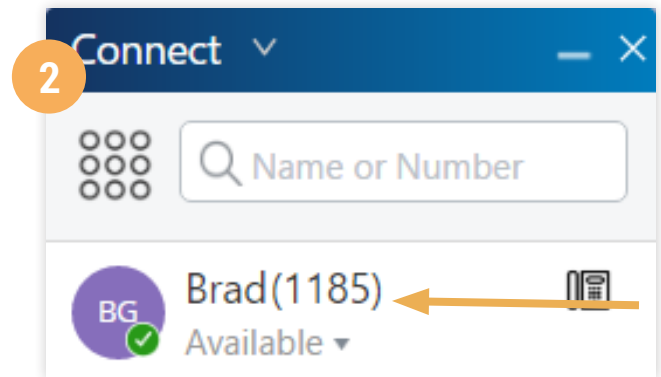 Connect
2
Name or Number
Brad(1185)
BG
Available